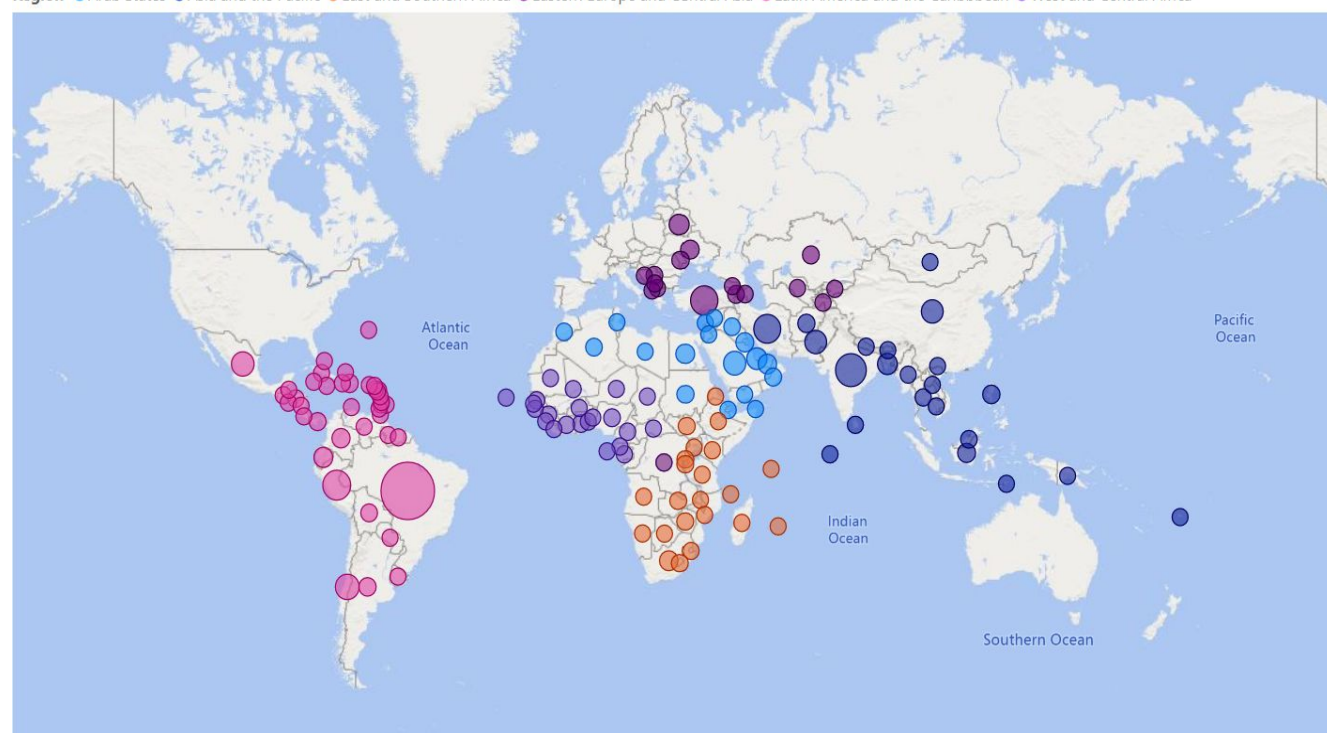 Region Arab States Asia and the Pacific East and Southern Africa Eastern Europe and Central Asia Latin America and the Caribbean West and Central Africa
Atlantic
Ocean
Pacific
Ocean
Indian
Ocean
Southern Ocean